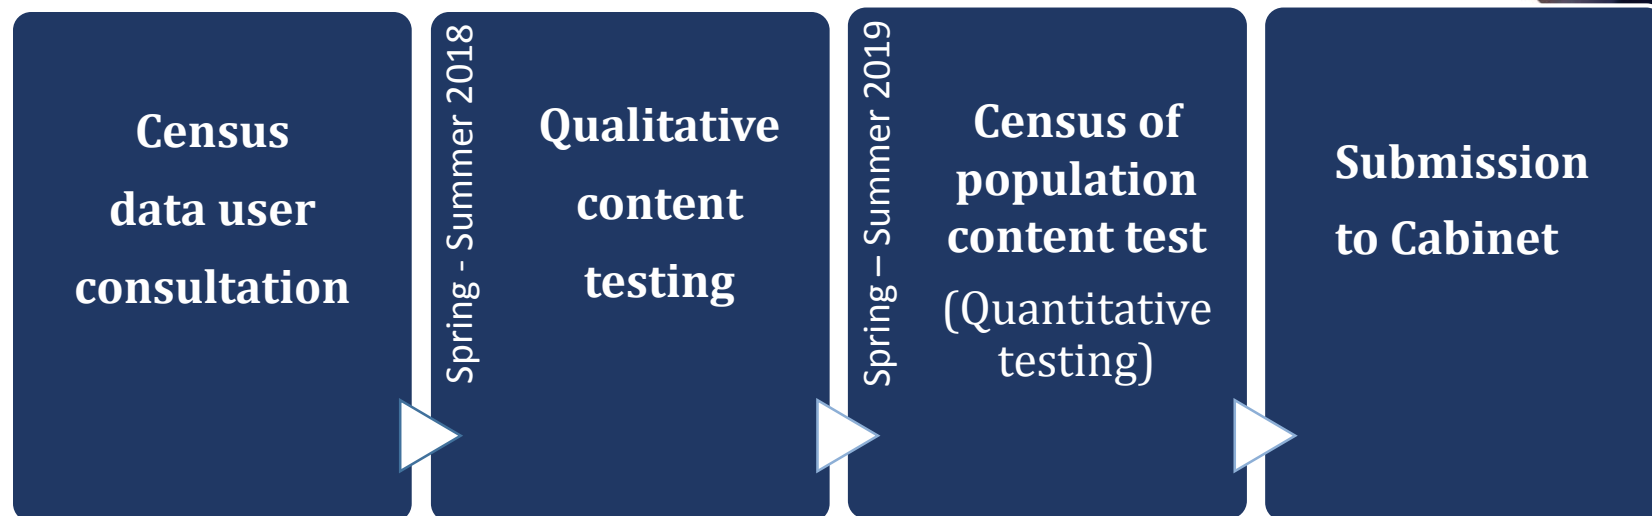 Census
data user
consultation
Spring - Summer 2018
Qualitative
content
testing
Spring – Summer 2019
Census of
population
content test
(Quantitative
testing)
Submission
to Cabinet